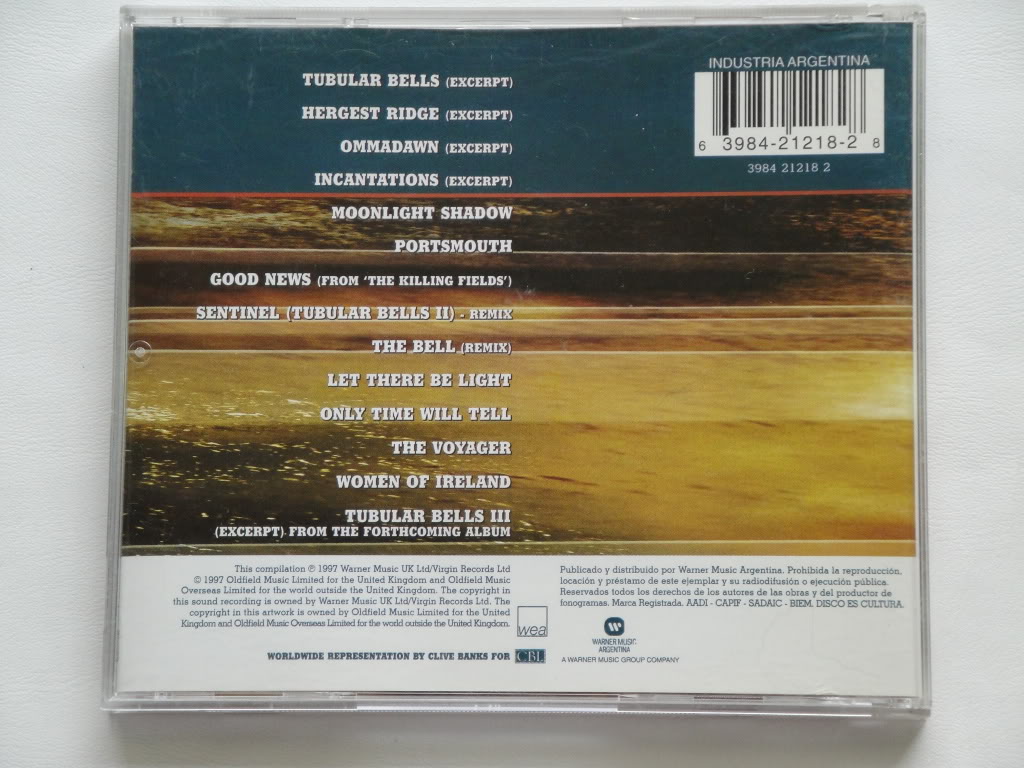 TUBULAR BELLS (EXCERPT)
HERGEST RIDGE (EXCERPT)
OMMADAWN (EXCERPT)
INCANTATIONS (EXCERPT)
MOONLIGHT SHADOW
PORTSMOUTH
GOOD NEWS (FROM 'THE KILLING FIELDS')
SENTINEL (TUBULAR BELLS II) - REMIX
THE BELL (REMIX)
LET THERE BE LIGHT
ONLY TIME WILL TELL
THE VOYAGER
WOMEN OF IRELAND
TUBULAR BELLS III
(EXCERPT) FROM THE FORTHCOMING ALBUM
INDUSTRIA ARGENTINA
6 3984-21218-2 8
3984 21218 2
This compilation ℗ 1997 Warner Music UK Ltd/Virgin Records Ltd
© 1997 Oldfield Music Limited for the United Kingdom and Oldfield Music
Overseas Limited for the world outside the United Kingdom. The copyright in
this sound recording is owned by Warner Music UK Ltd/Virgin Records Ltd. The
copyright in this artwork is owned by Oldfield Music Limited for the United
Kingdom and Oldfield Music Overseas Limited for the world outside the United Kingdom.
WORLDWIDE REPRESENTATION BY CLIVE BANKS FOR CBL
wea
Publicado y distribuido por Warner Music Argentina. Prohibida la reproducción,
locación y préstamo de este ejemplar y su radiodifusión o ejecución pública.
Reservados todos los derechos de los autores de las obras y del productor de
fonogramas. Marca Registrada. AADI - CAPIF - SADAIC - BIEM. DISCO ES CULTURA.
WARNER MUSIC
ARGENTINA
A WARNER MUSIC GROUP COMPANY